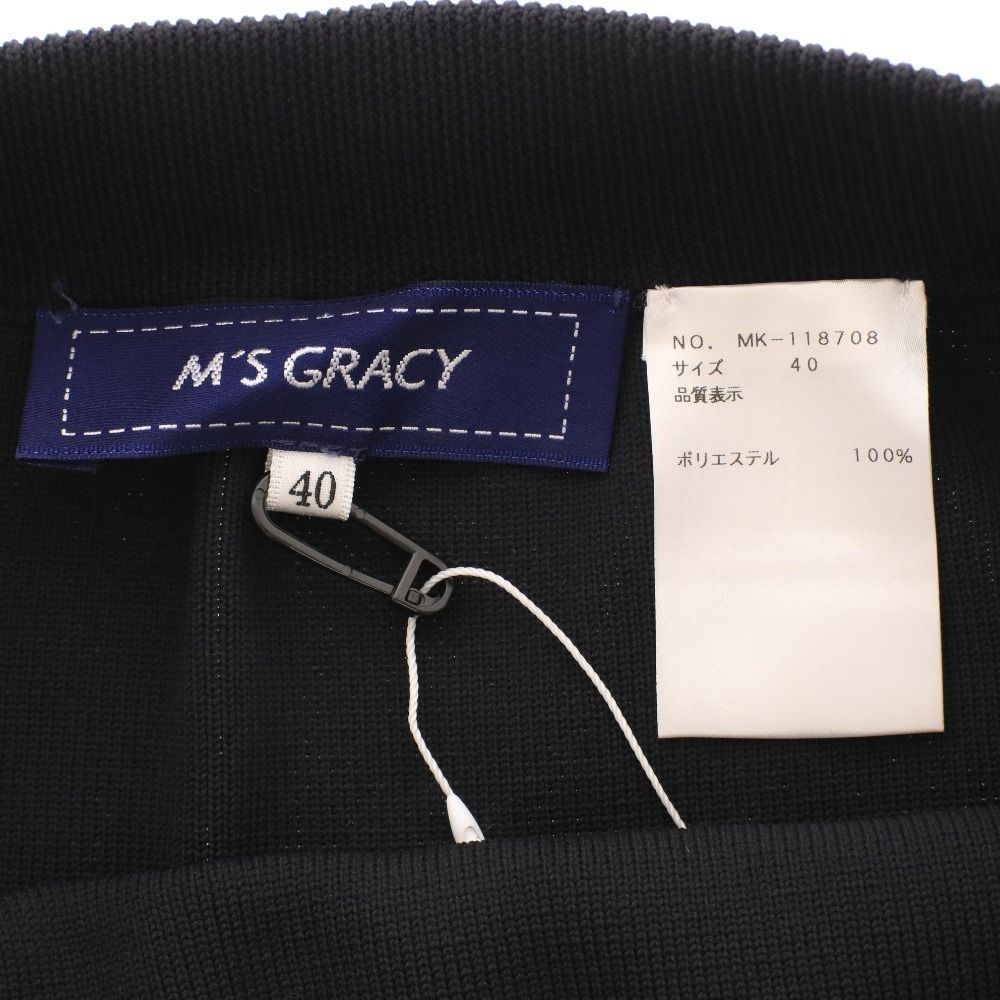 M'S GRACY
40
NO. MK-118708
サイズ 40
品質表示
ポリエステル 100%